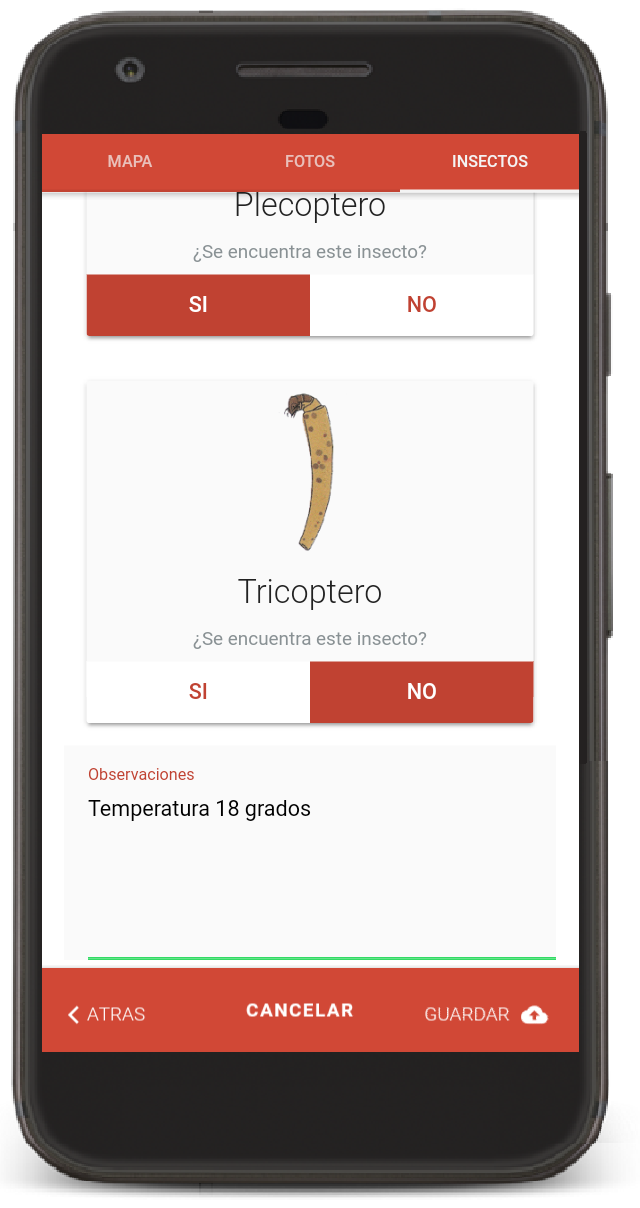 MAPA FOTOS INSECTOS
Plecoptero
¿Se encuentra este insecto?
SI NO
Tricoptero
¿Se encuentra este insecto?
SI NO
Observaciones
Temperatura 18 grados
ATRAS CANCELAR GUARDAR